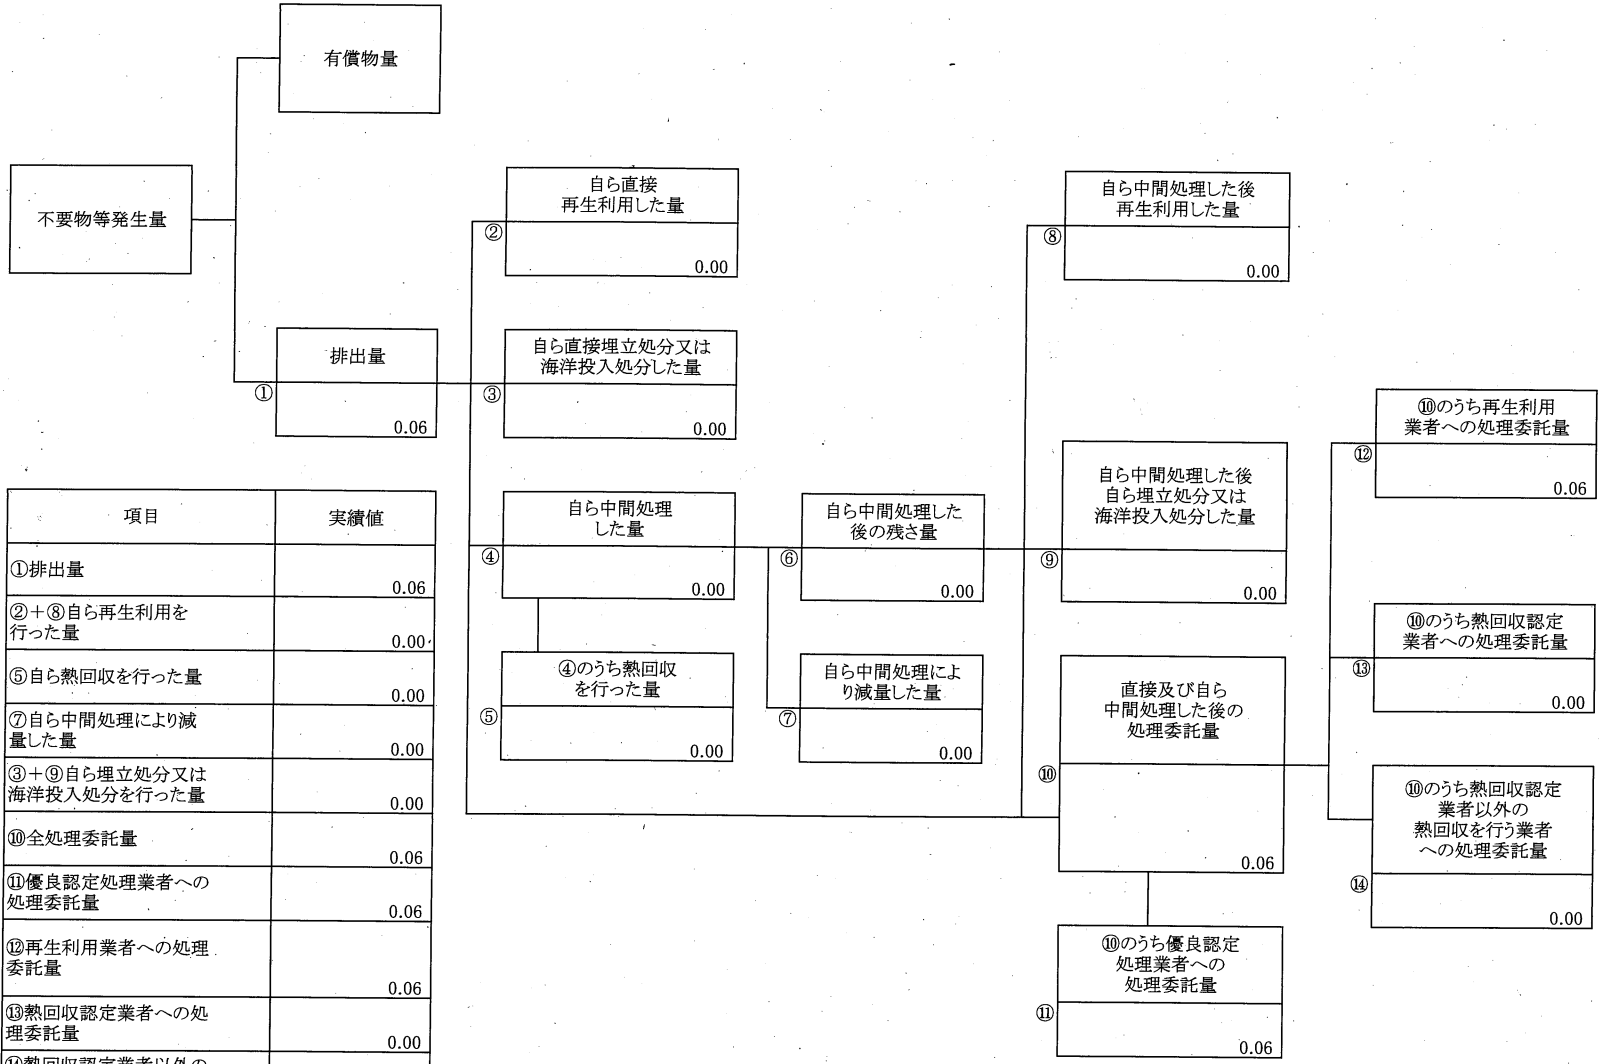 有償物量
不要物等発生量
排出量
①
0.06
自ら直接
再生利用した量
②
0.00
自ら直接埋立処分又は
海洋投入処分した量
③
0.00
自ら中間処理
した量
④
0.00
④のうち熱回収
を行った量
⑤
0.00
自ら中間処理した
後の残さ量
⑥
0.00
自ら中間処理によ
り減量した量
⑦
0.00
自ら中間処理した後
再生利用した量
⑧
0.00
自ら中間処理した後
自ら埋立処分又は
海洋投入処分した量
⑨
0.00
直接及び自ら
中間処理した後の
処理委託量
⑩
0.06
⑩のうち優良認定
処理業者への
処理委託量
⑪
0.06
⑩のうち再生利用
業者への処理委託量
⑫
0.06
⑩のうち熱回収認定
業者への処理委託量
⑬
0.00
⑩のうち熱回収認定
業者以外の
熱回収を行う業者
への処理委託量
⑭
0.00
項目 実績値
①排出量
0.06
②+⑧自ら再生利用を
行った量
0.00
⑤自ら熱回収を行った量
0.00
⑦自ら中間処理により減
量した量
0.00
③+⑨自ら埋立処分又は
海洋投入処分を行った量
0.00
⑩全処理委託量
0.06
⑪優良認定処理業者への
処理委託量
0.06
⑫再生利用業者への処理
委託量
0.06
⑬熱回収認定業者への処
理委託量
0.00
⑭熱回収認定業者以外の